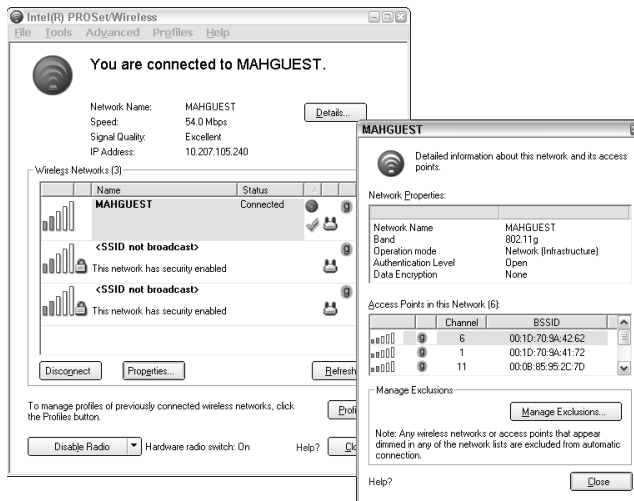 Intel(R) PROSet/Wireless
File Tools Advanced Profiles Help
You are connected to MAHGUEST.
Network Name: MAHGUEST
Speed: 54.0 Mbps
Signal Quality: Excellent
IP Address: 10.207.105.240
Details...
Wireless Networks (3)
Name Status
MAHGUEST Connected
g
<SSID not broadcast>
g
This network has security enabled
<SSID not broadcast>
g
This network has security enabled
Disconnect Properties... Refresh
To manage profiles of previously connected wireless networks, click
the Profiles button.
Disable Radio Hardware radio switch: On Help?
MAHGUEST
Detailed information about this network and its access
points.
Network Properties:
Network Name MAHGUEST
Band 802.11g
Operation mode Network (Infrastructure)
Authentication Level Open
Data Encryption None
Access Points in this Network (6):
Channel BSSID
g 6 00:1D:70:9A:42:62
g 1 00:1D:70:9A:41:72
g 11 00:0B:85:95:2C:7D
Manage Exclusions
Manage Exclusions...
Note: Any wireless networks or access points that appear
dimmed in any of the network lists are excluded from automatic
connection.
Help? Close